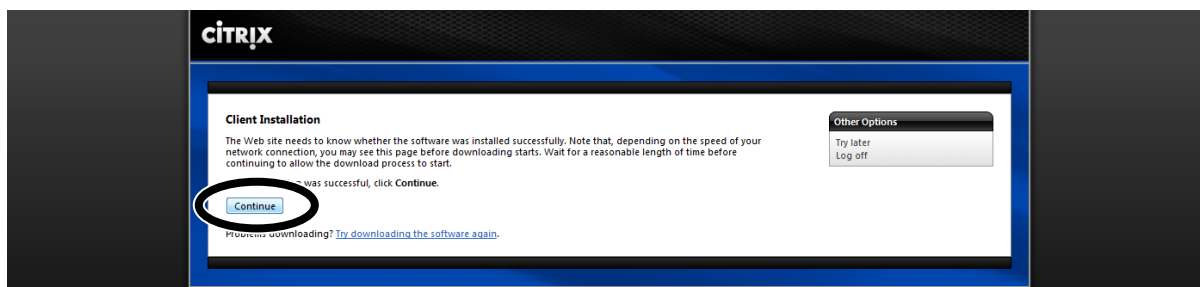 CİTRIX
Client Installation
The Web site needs to know whether the software was installed successfully. Note that, depending on the speed of your
network connection, you may see this page before downloading starts. Wait for a reasonable length of time before
continuing to allow the download process to start.
was successful, click Continue.
Continue
Problems downloading? Try downloading the software again.
Other Options
Try later
Log off